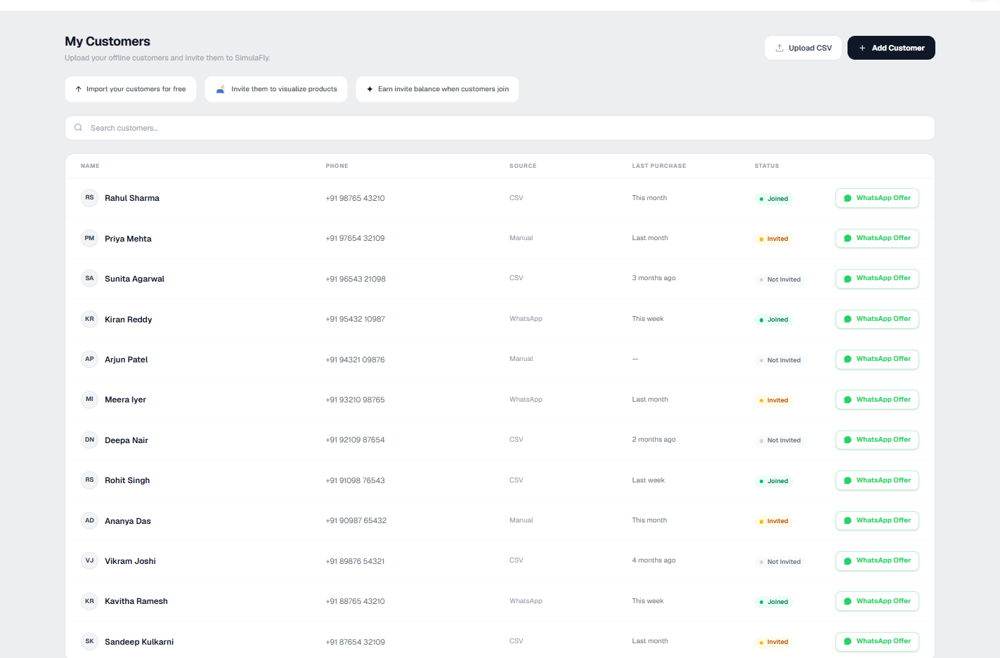 My Customers
Upload your offline customers and invite them to SimulaFly.
Upload CSV
+ Add Customer
↑ Import your customers for free
Invite them to visualize products
✦ Earn invite balance when customers join
Search customers...
NAME PHONE SOURCE LAST PURCHASE STATUS
RS Rahul Sharma +91 98765 43210 CSV This month Joined WhatsApp Offer
PM Priya Mehta +91 97654 32109 Manual Last month Invited WhatsApp Offer
SA Sunita Agarwal +91 96543 21098 CSV 3 months ago Not Invited WhatsApp Offer
KR Kiran Reddy +91 95432 10987 WhatsApp This week Joined WhatsApp Offer
AP Arjun Patel +91 94321 09876 Manual — Not Invited WhatsApp Offer
MI Meera Iyer +91 93210 98765 WhatsApp Last month Invited WhatsApp Offer
DN Deepa Nair +91 92109 87654 CSV 2 months ago Not Invited WhatsApp Offer
RS Rohit Singh +91 91098 76543 CSV Last week Joined WhatsApp Offer
AD Ananya Das +91 90987 65432 Manual This month Invited WhatsApp Offer
VJ Vikram Joshi +91 89876 54321 CSV 4 months ago Not Invited WhatsApp Offer
KR Kavitha Ramesh +91 88765 43210 WhatsApp This week Joined WhatsApp Offer
SK Sandeep Kulkarni +91 87654 32109 CSV Last month Invited WhatsApp Offer